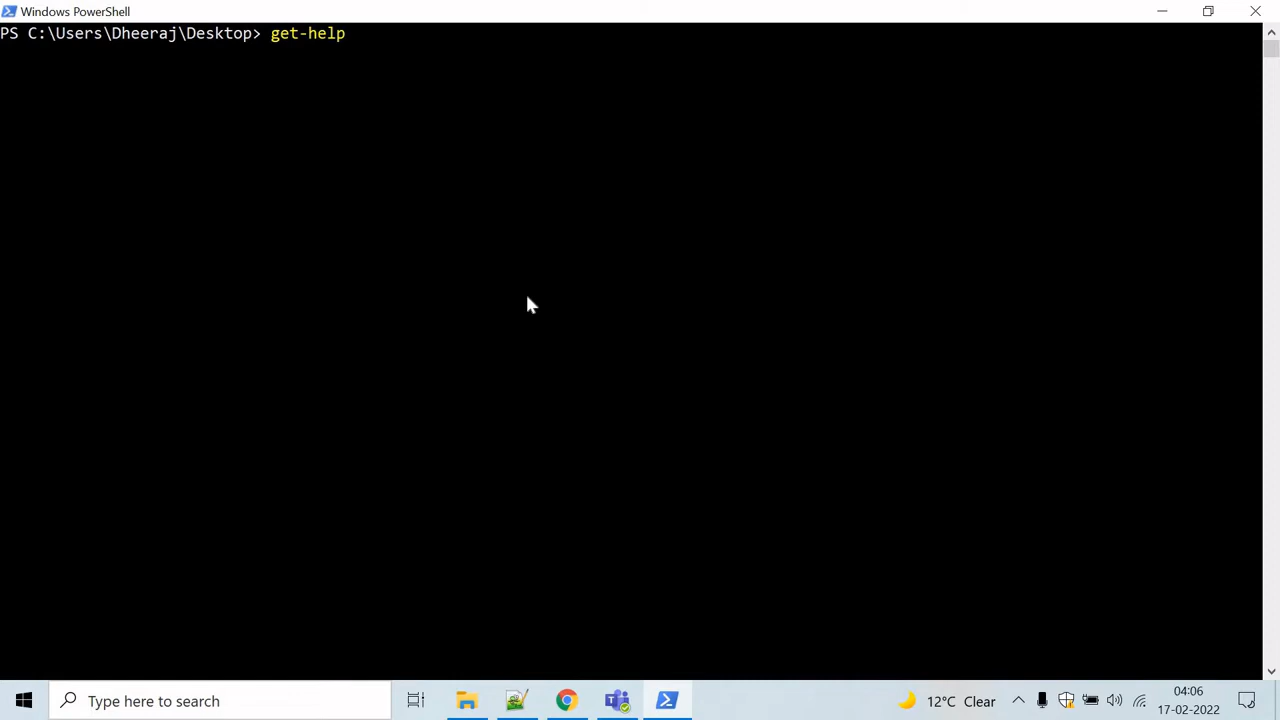 Windows PowerShell
PS C:\Users\Dheeraj\Desktop> get-help
Type here to search
12°C Clear
04:06
17-02-2022